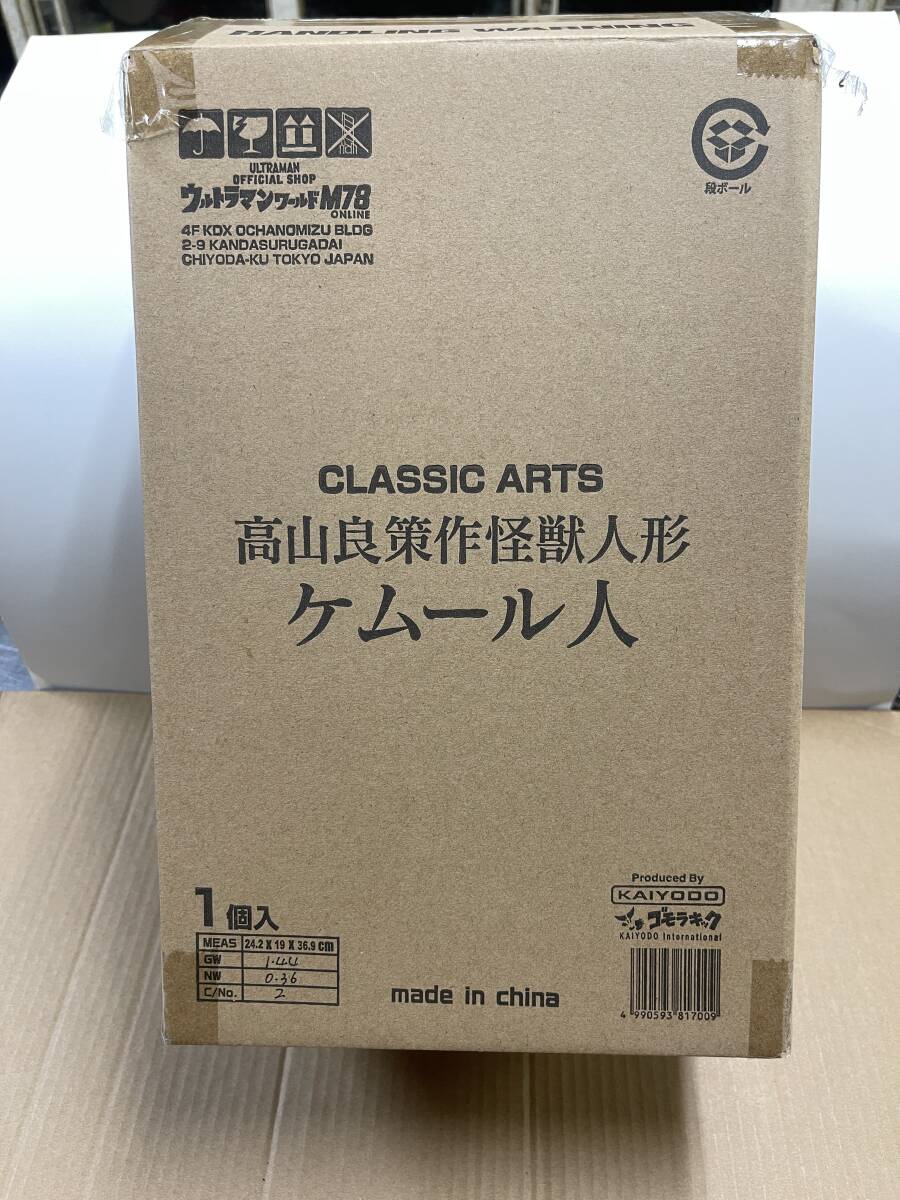 HANDLING WARNING
ULTRAMAN
OFFICIAL SHOP
ウルトラマンワールドM78
ONLINE
4F KDX OCHANOMIZU BLDG
2-9 KANDASURUGADAI
CHIYODA-KU TOKYO JAPAN
段ボール
CLASSIC ARTS
高山良策作怪獣人形
ケムール人
1個入
MEAS 24.2 X 19 X 36.9 cm
GW 1.44
NW 0.36
C/No. 2
made in china
Produced By
KAIYODO
ゴモラキック
KAIYODO International
4 990593 817009